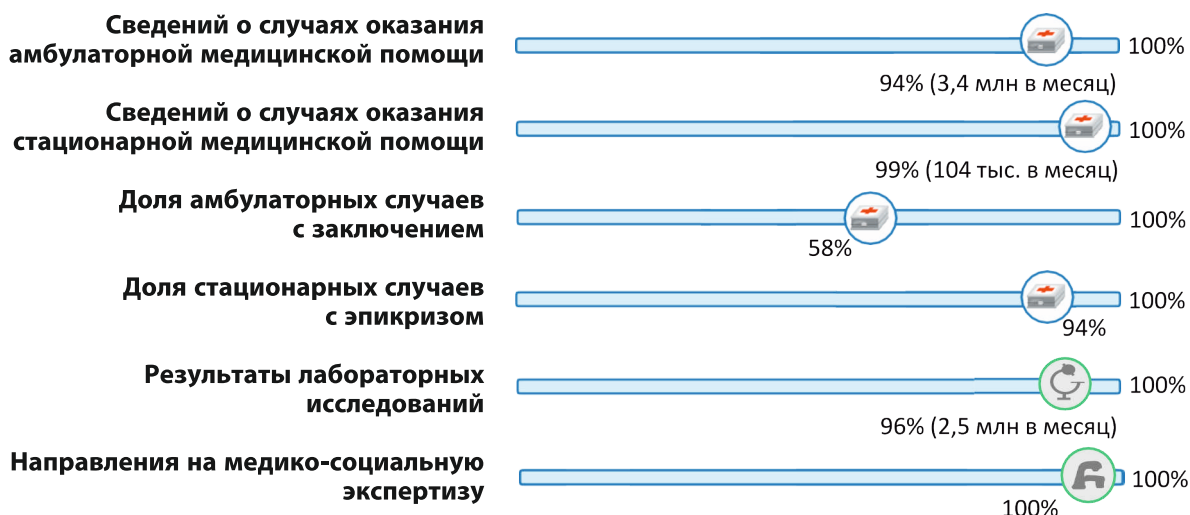 Сведений о случаях оказания
амбулаторной медицинской помощи
100%
94% (3,4 млн в месяц)
Сведений о случаях оказания
стационарной медицинской помощи
100%
99% (104 тыс. в месяц)
Доля амбулаторных случаев
с заключением
100%
58%
Доля стационарных случаев
с эпикризом
100%
94%
Результаты лабораторных
исследований
100%
96% (2,5 млн в месяц)
Направления на медико-социальную
экспертизу
100%
100%